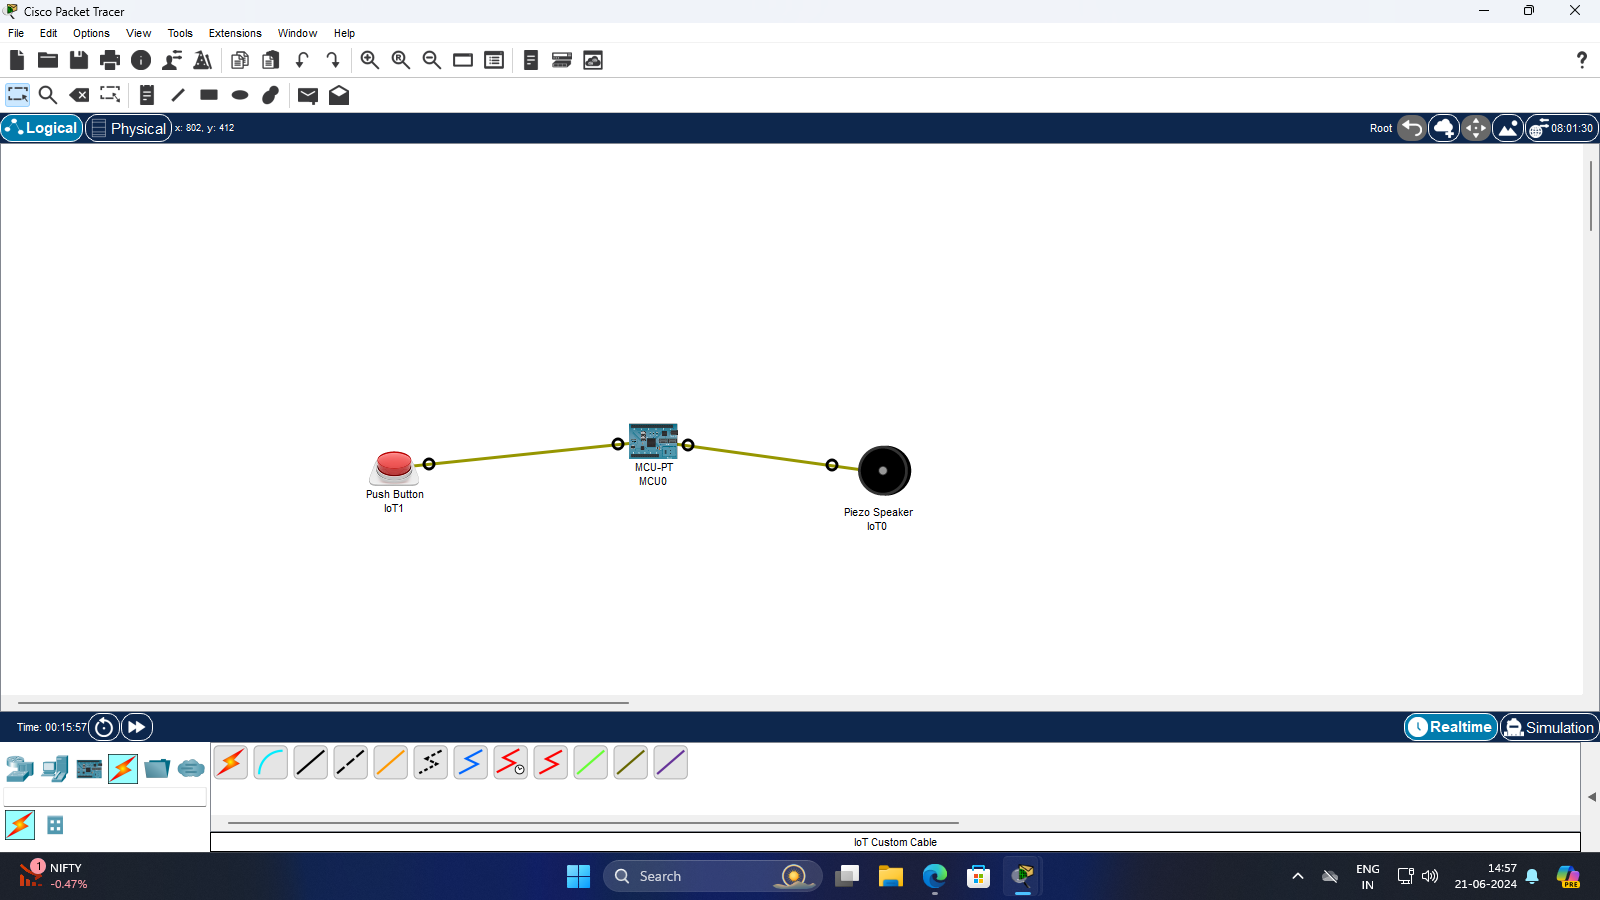 Cisco Packet Tracer
File Edit Options View Tools Extensions Window Help
Logical Physical x: 802, y: 412 Root 08:01:30
MCU-PT
MCU0
Push Button
IoT1
Piezo Speaker
IoT0
Time: 00:15:57 Realtime Simulation
IoT Custom Cable
1 NIFTY
-0.47%
Search
ENG
IN
14:57
21-06-2024
PRE